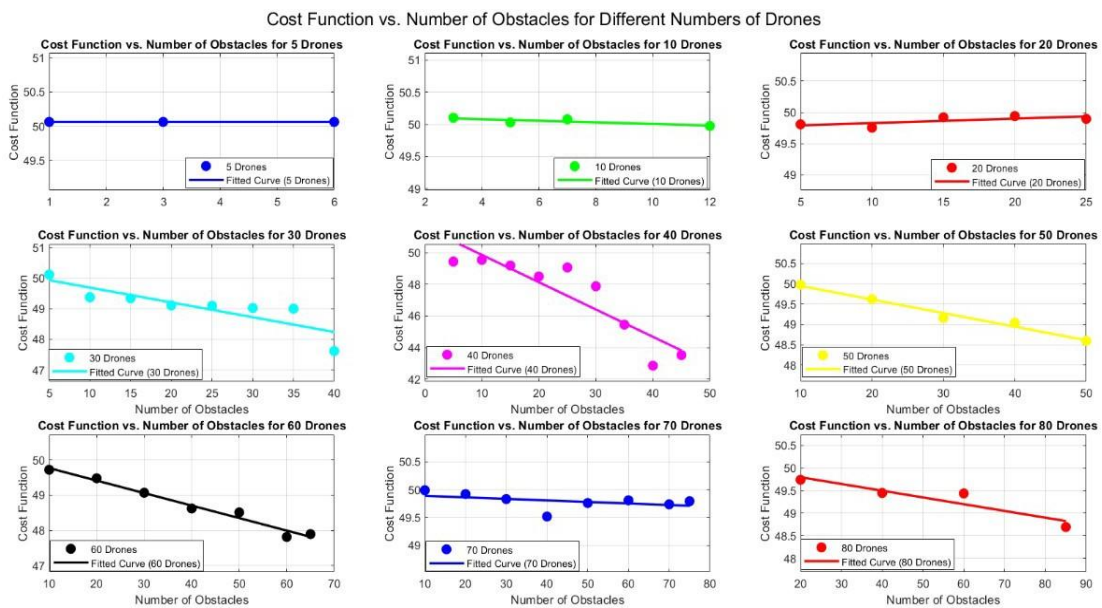 Cost Function vs. Number of Obstacles for Different Numbers of Drones
Cost Function vs. Number of Obstacles for 5 Drones
51
50.5
50
49.5
Cost Function
5 Drones
Fitted Curve (5 Drones)
1 2 3 4 5 6
Cost Function vs. Number of Obstacles for 10 Drones
51
50.5
50
49.5
49
Cost Function
10 Drones
Fitted Curve (10 Drones)
2 4 6 8 10 12
Cost Function vs. Number of Obstacles for 20 Drones
50.5
50
49.5
49
Cost Function
20 Drones
Fitted Curve (20 Drones)
5 10 15 20 25
Cost Function vs. Number of Obstacles for 30 Drones
51
50
49
48
47
Cost Function
30 Drones
Fitted Curve (30 Drones)
5 10 15 20 25 30 35 40
Number of Obstacles
Cost Function vs. Number of Obstacles for 40 Drones
50
48
46
44
42
Cost Function
40 Drones
Fitted Curve (40 Drones)
0 10 20 30 40 50
Number of Obstacles
Cost Function vs. Number of Obstacles for 50 Drones
50.5
50
49.5
49
48.5
48
Cost Function
50 Drones
Fitted Curve (50 Drones)
10 20 30 40 50
Number of Obstacles
Cost Function vs. Number of Obstacles for 60 Drones
50
49
48
47
Cost Function
60 Drones
Fitted Curve (60 Drones)
10 20 30 40 50 60 70
Number of Obstacles
Cost Function vs. Number of Obstacles for 70 Drones
50.5
50
49.5
49
Cost Function
70 Drones
Fitted Curve (70 Drones)
10 20 30 40 50 60 70 80
Number of Obstacles
Cost Function vs. Number of Obstacles for 80 Drones
50.5
50
49.5
49
48.5
48
Cost Function
80 Drones
Fitted Curve (80 Drones)
20 30 40 50 60 70 80 90
Number of Obstacles